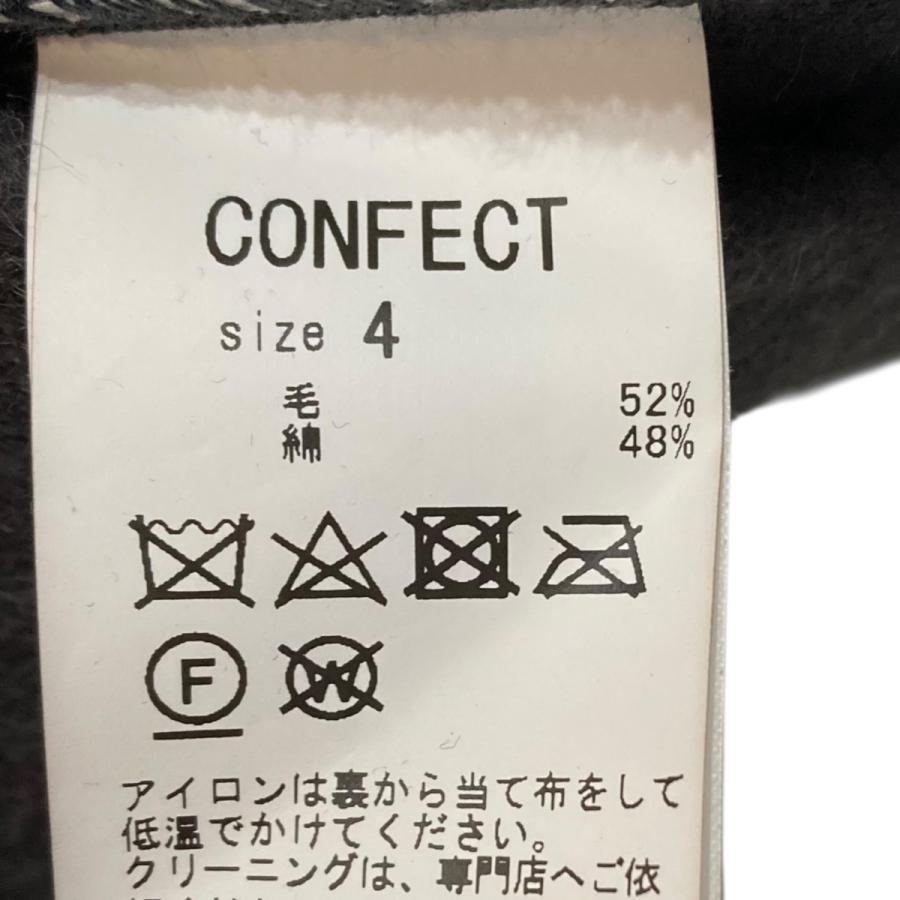 CONFECT
size 4
毛 52%
綿 48%
F
W
アイロンは裏から当て布をして
低温でかけてください。
クリーニングは、専門店へご依